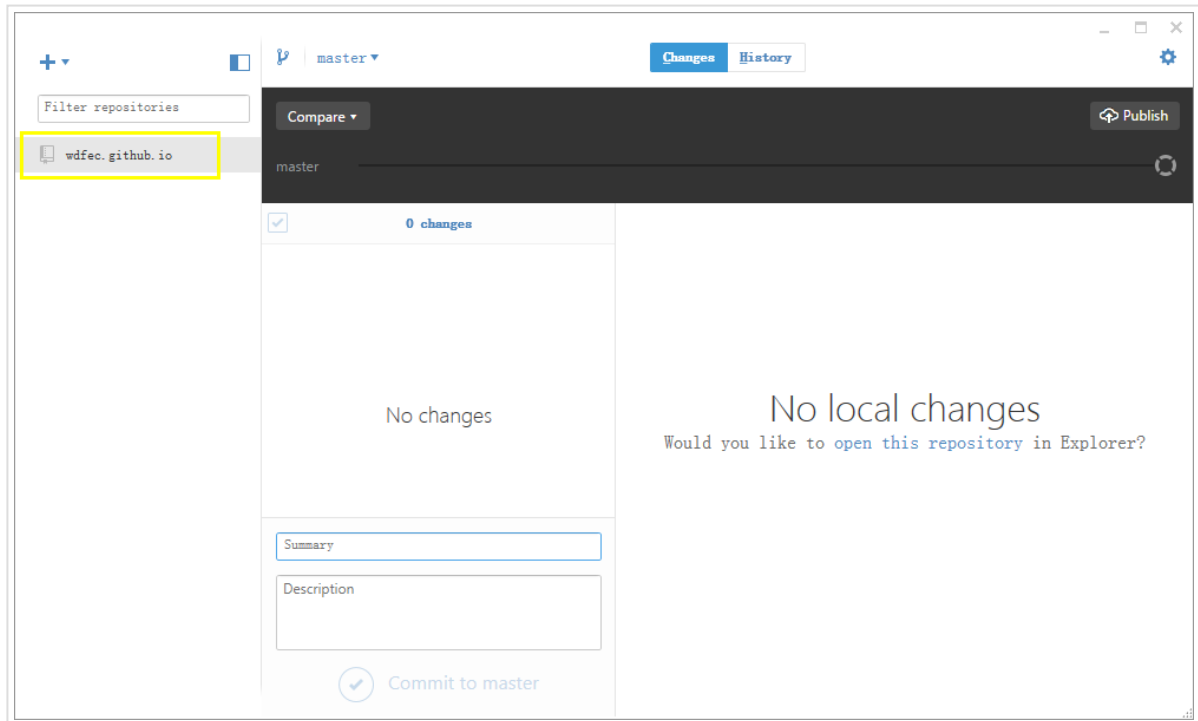 master
Changes
History
Filter repositories
Compare
Publish
wdfec.github.io
master
0 changes
No changes
No local changes
Would you like to open this repository in Explorer?
Summary
Description
Commit to master